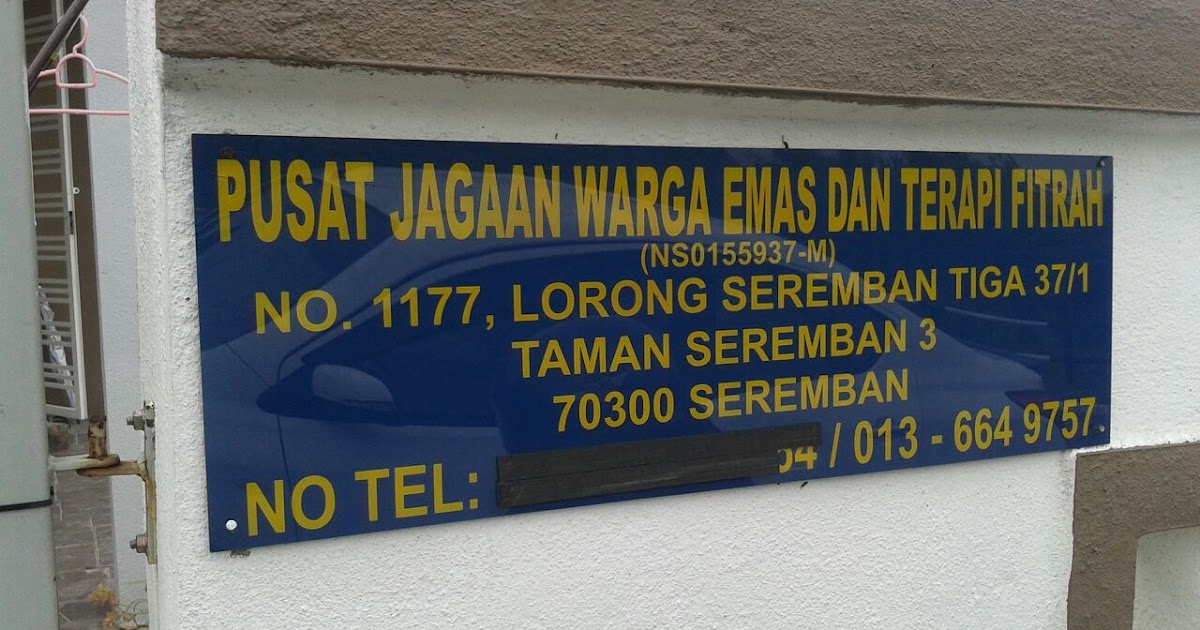 PUSAT JAGAAN WARGA EMAS DAN TERAPI FITRAH
(NS0155937-M)
NO. 1177, LORONG SEREMBAN TIGA 37/1
TAMAN SEREMBAN 3
70300 SEREMBAN
NO TEL: / 013 - 664 9757